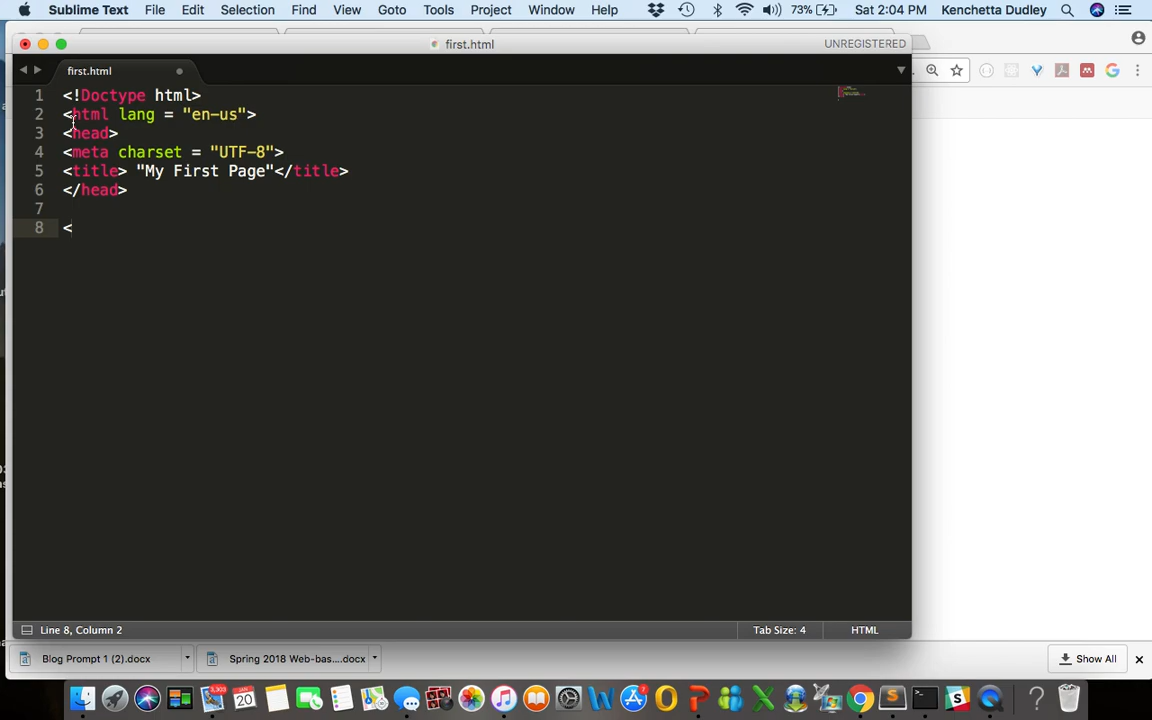 Sublime Text File Edit Selection Find View Goto Tools Project Window Help 73% Sat 2:04 PM Kenchetta Dudley
first.html UNREGISTERED
first.html
1 <!Doctype html>
2 <html lang = "en-us">
3 <head>
4 <meta charset = "UTF-8">
5 <title> "My First Page"</title>
6 </head>
7
8 <
Line 8, Column 2 Tab Size: 4 HTML
Blog Prompt 1 (2).docx Spring 2018 Web-bas....docx Show All